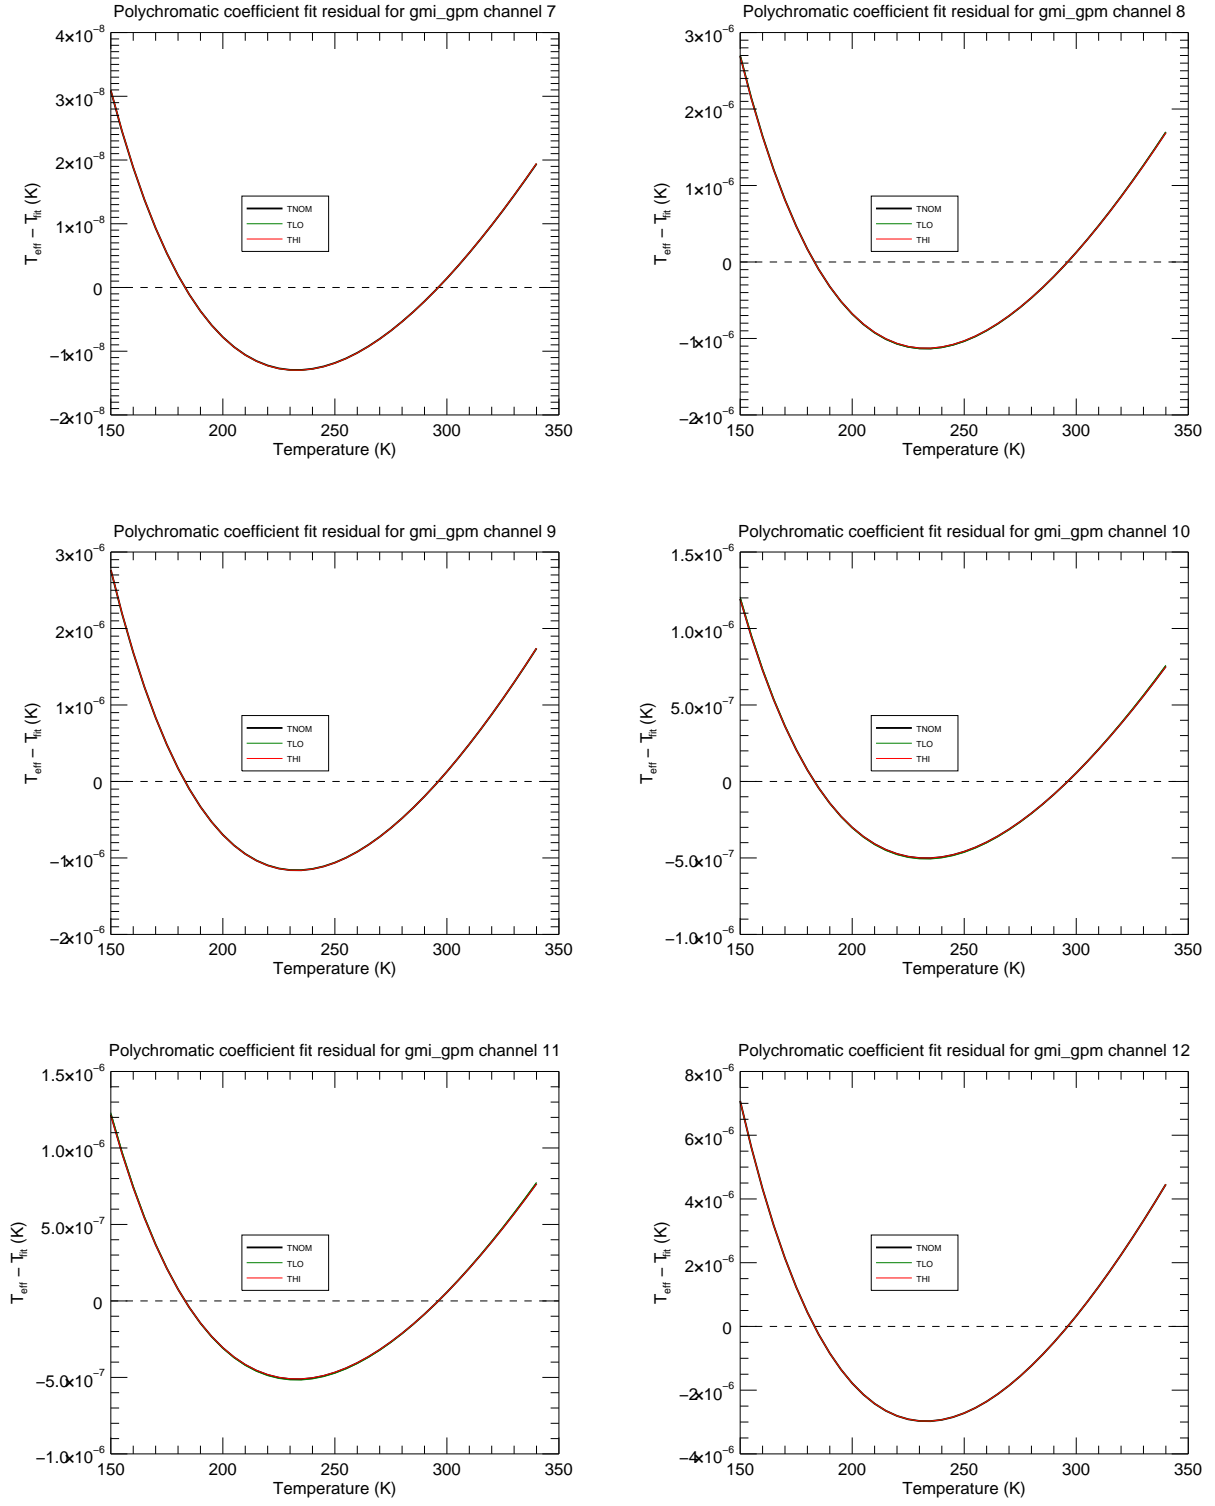 Polychromatic coefficient fit residual for gmi_gpm channel 7
4×10⁻⁸
3×10⁻⁸
2×10⁻⁸
1×10⁻⁸
0
−1×10⁻⁸
−2×10⁻⁸
T_eff − T_fit (K)
TNOM
TLO
THI
150 200 250 300 350
Temperature (K)
Polychromatic coefficient fit residual for gmi_gpm channel 8
3×10⁻⁶
2×10⁻⁶
1×10⁻⁶
0
−1×10⁻⁶
−2×10⁻⁶
T_eff − T_fit (K)
TNOM
TLO
THI
150 200 250 300 350
Temperature (K)
Polychromatic coefficient fit residual for gmi_gpm channel 9
3×10⁻⁶
2×10⁻⁶
1×10⁻⁶
0
−1×10⁻⁶
−2×10⁻⁶
T_eff − T_fit (K)
TNOM
TLO
THI
150 200 250 300 350
Temperature (K)
Polychromatic coefficient fit residual for gmi_gpm channel 10
1.5×10⁻⁶
1.0×10⁻⁶
5.0×10⁻⁷
0
−5.0×10⁻⁷
−1.0×10⁻⁶
T_eff − T_fit (K)
TNOM
TLO
THI
150 200 250 300 350
Temperature (K)
Polychromatic coefficient fit residual for gmi_gpm channel 11
1.5×10⁻⁶
1.0×10⁻⁶
5.0×10⁻⁷
0
−5.0×10⁻⁷
−1.0×10⁻⁶
T_eff − T_fit (K)
TNOM
TLO
THI
150 200 250 300 350
Temperature (K)
Polychromatic coefficient fit residual for gmi_gpm channel 12
8×10⁻⁶
6×10⁻⁶
4×10⁻⁶
2×10⁻⁶
0
−2×10⁻⁶
−4×10⁻⁶
T_eff − T_fit (K)
TNOM
TLO
THI
150 200 250 300 350
Temperature (K)